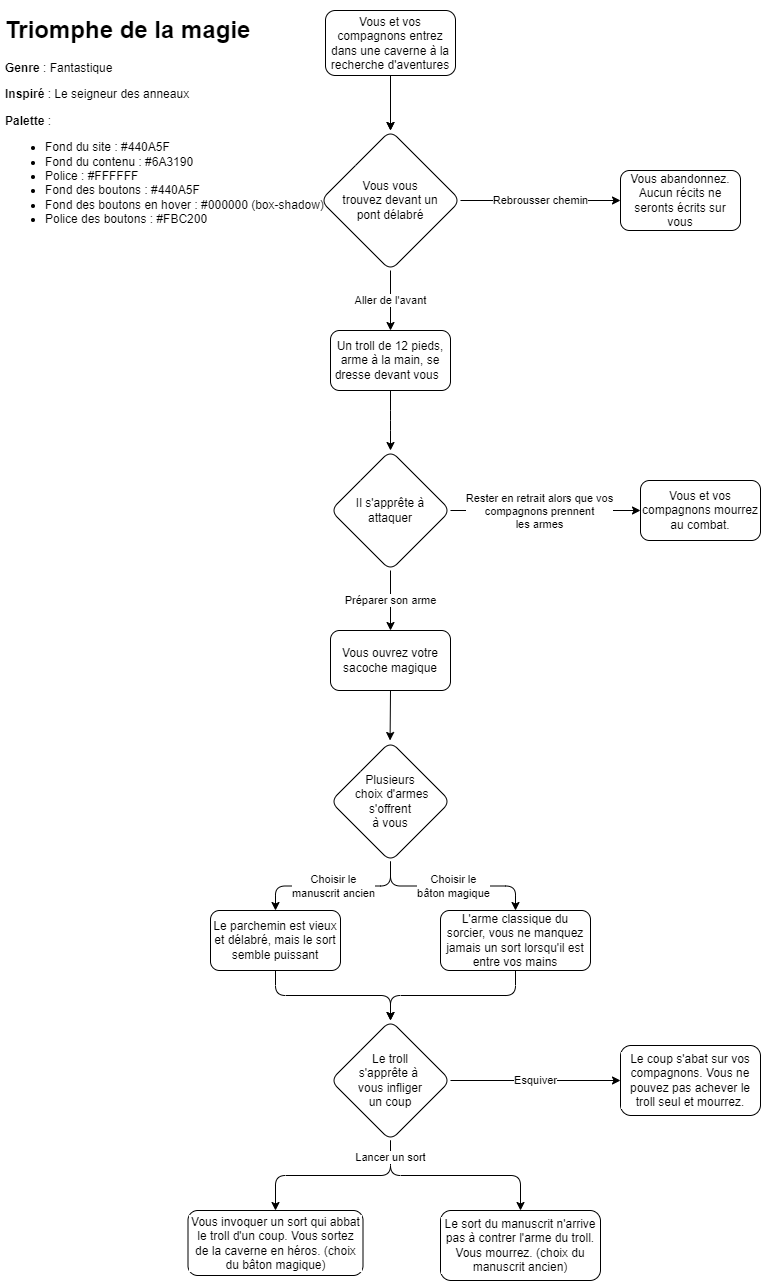 Triomphe de la magie
Genre : Fantastique
Inspiré : Le seigneur des anneaux
Palette :
Fond du site : #440A5F
Fond du contenu : #6A3190
Police : #FFFFFF
Fond des boutons : #440A5F
Fond des boutons en hover : #000000 (box-shadow)
Police des boutons : #FBC200
Vous et vos
compagnons entrez
dans une caverne à la
recherche d'aventures
Vous vous
trouvez devant un
pont délabré
Rebrousser chemin
Vous abandonnez.
Aucun récits ne
seronts écrits sur
vous
Aller de l'avant
Un troll de 12 pieds,
arme à la main, se
dresse devant vous
Il s'apprête à
attaquer
Rester en retrait alors que vos
compagnons prennent
les armes
Vous et vos
compagnons mourrez
au combat.
Préparer son arme
Vous ouvrez votre
sacoche magique
Plusieurs
choix d'armes
s'offrent
à vous
Choisir le
manuscrit ancien
Choisir le
bâton magique
Le parchemin est vieux
et délabré, mais le sort
semble puissant
L'arme classique du
sorcier, vous ne manquez
jamais un sort lorsqu'il est
entre vos mains
Le troll
s'apprête à
vous infliger
un coup
Esquiver
Le coup s'abat sur vos
compagnons. Vous ne
pouvez pas achever le
troll seul et mourrez.
Lancer un sort
Vous invoquer un sort qui abbat
le troll d'un coup. Vous sortez
de la caverne en héros. (choix
du bâton magique)
Le sort du manuscrit n'arrive
pas à contrer l'arme du troll.
Vous mourrez. (choix du
manuscrit ancien)